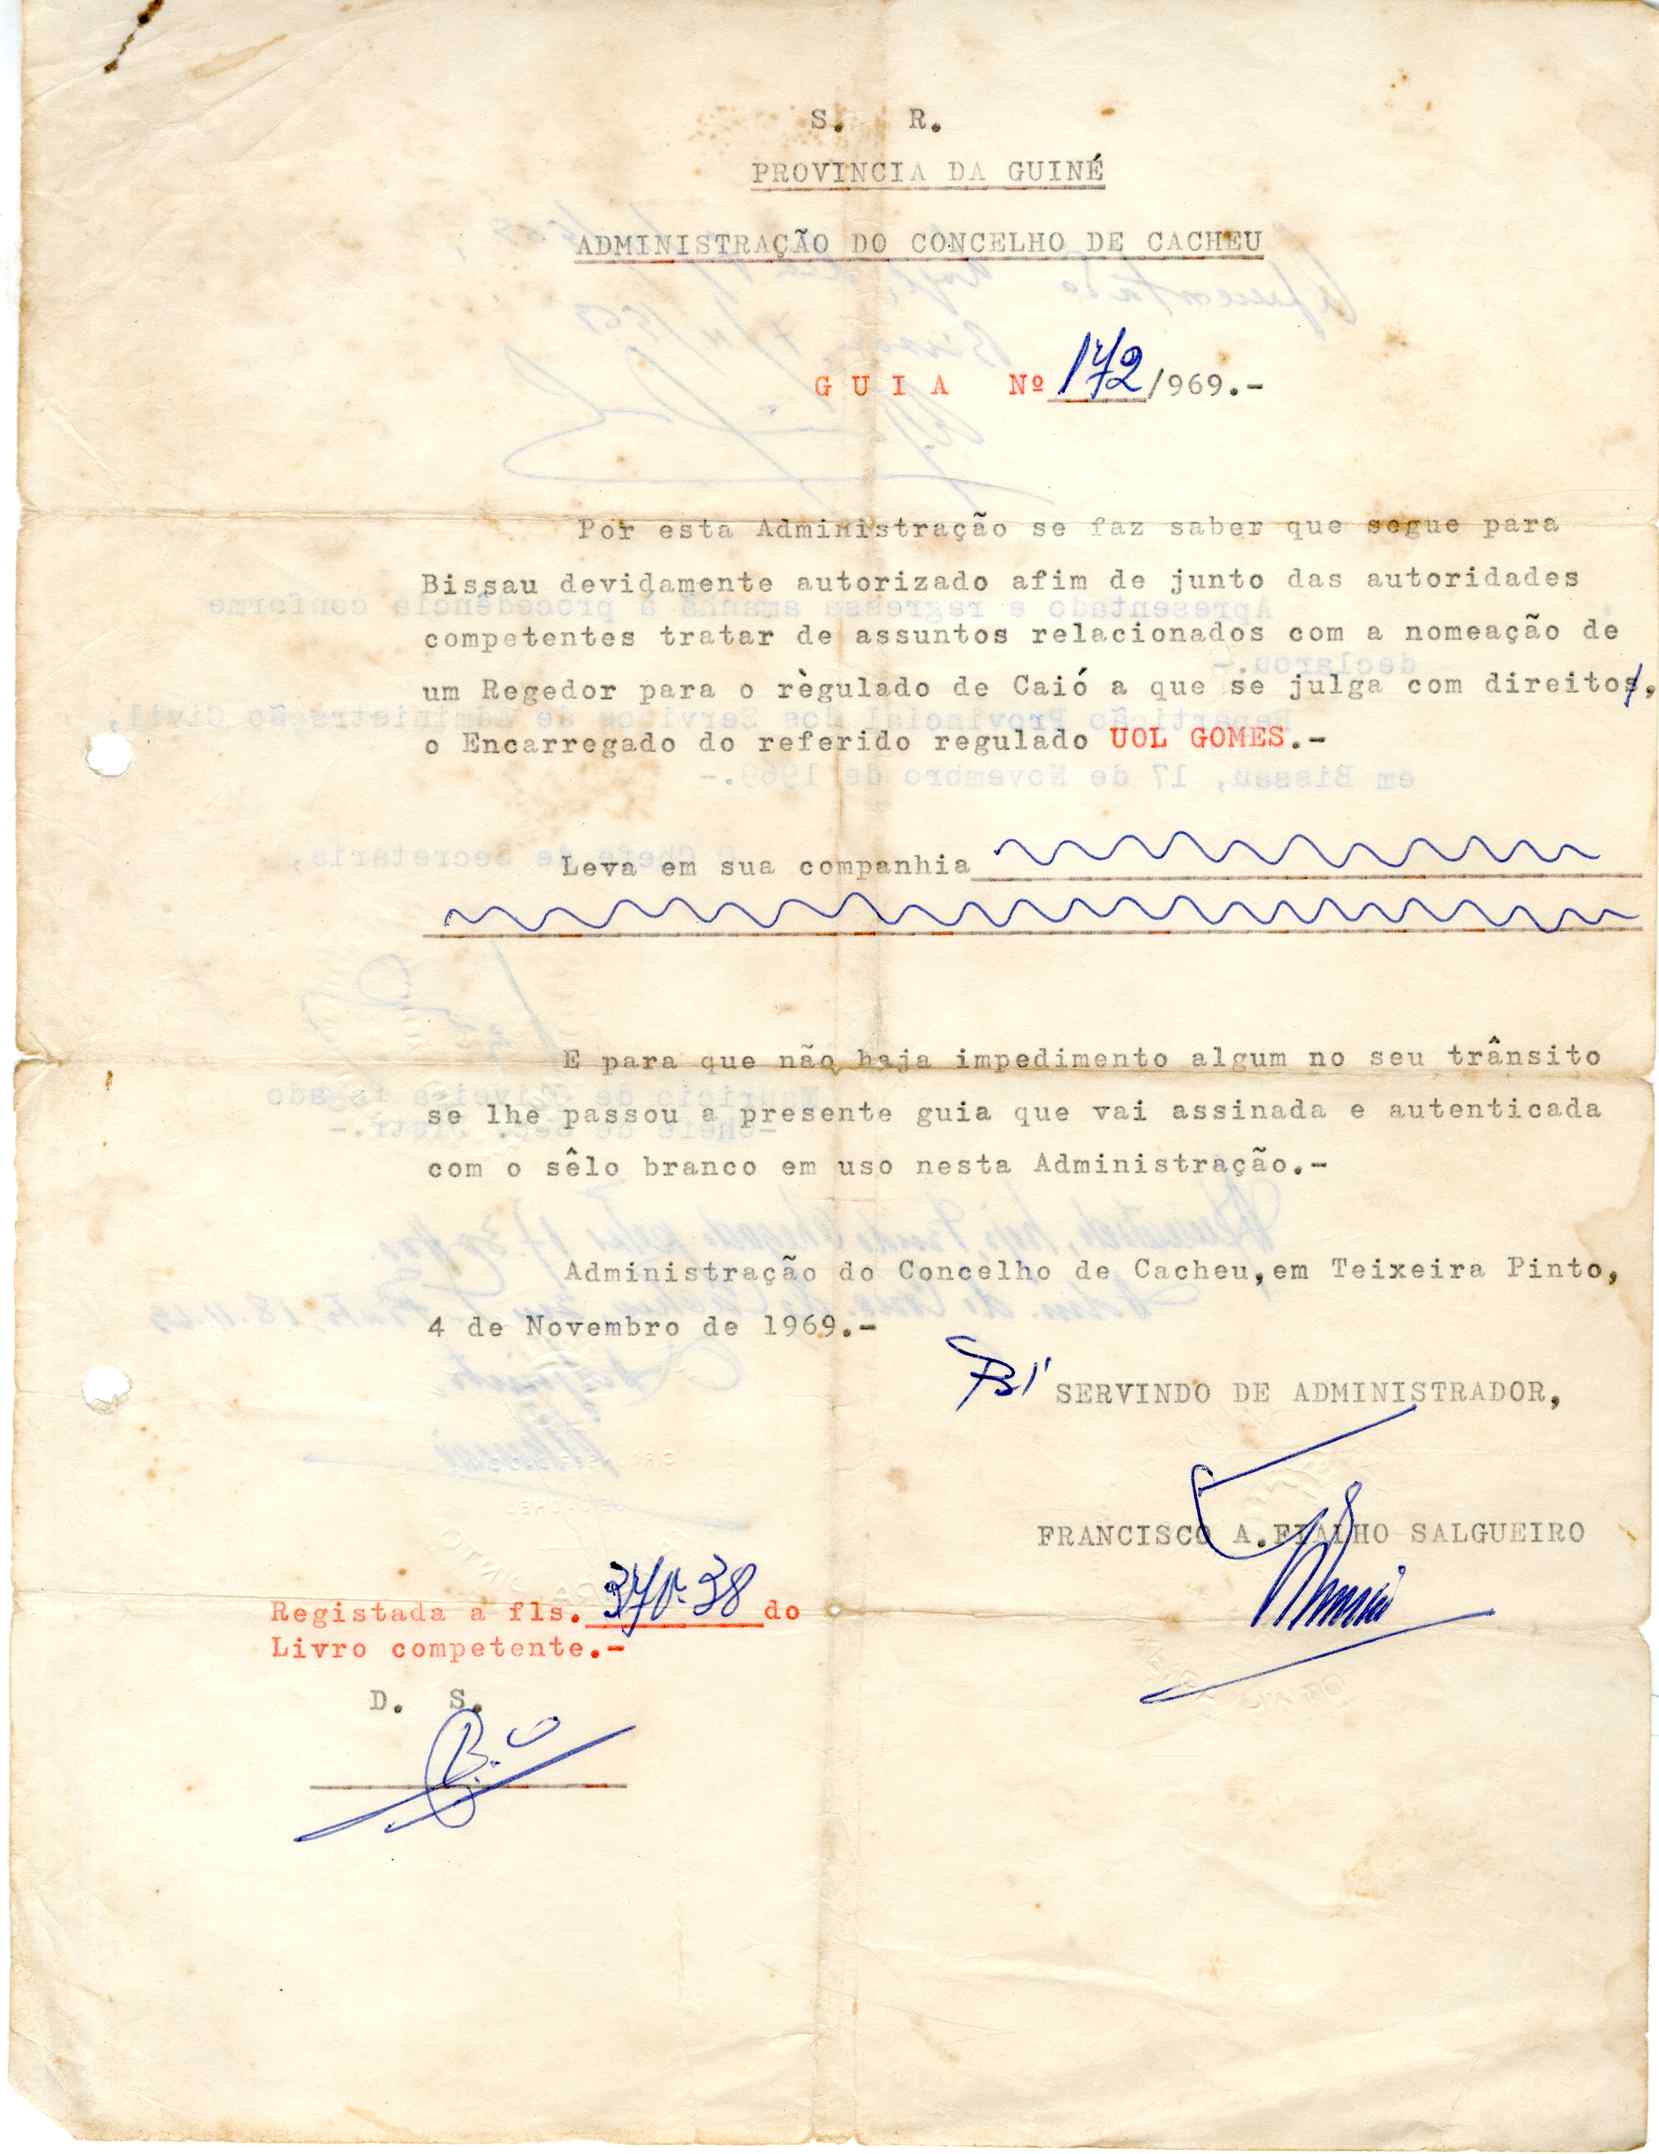 S. R.
PROVINCIA DA GUINÉ
ADMINISTRAÇÃO DO CONCELHO DE CACHEU
GUIA Nº 172/969.-
Por esta Administração se faz saber que segue para
Bissau devidamente autorizado afim de junto das autoridades
competentes tratar de assuntos relacionados com a nomeação de
um Regedor para o règulado de Caió a que se julga com direito,
o Encarregado do referido regulado UOL GOMES.-
Leva em sua companhia
E para que não haja impedimento algum no seu trânsito
se lhe passou a presente guia que vai assinada e autenticada
com o sêlo branco em uso nesta Administração.-
Administração do Concelho de Cacheu, em Teixeira Pinto,
4 de Novembro de 1969.-
SERVINDO DE ADMINISTRADOR,
FRANCISCO A. FIALHO SALGUEIRO
Registada a fls. 38 do
Livro competente.-
D. S.